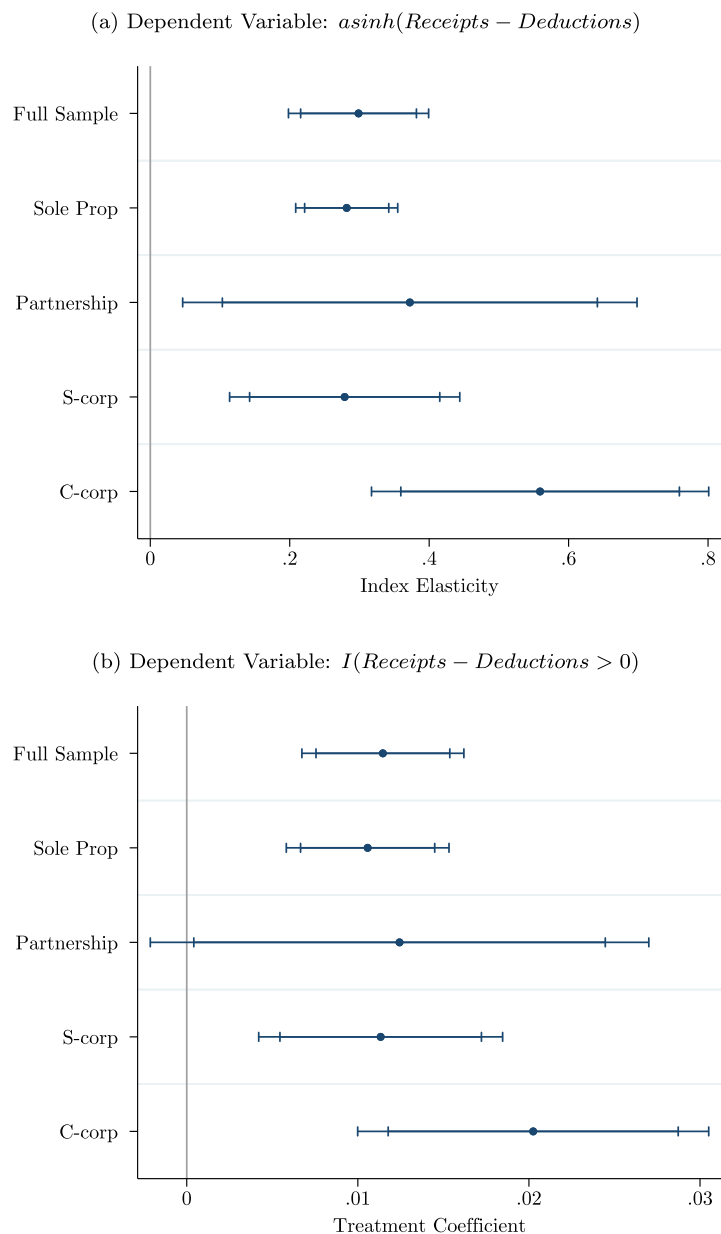 (a) Dependent Variable: asinh(Receipts − Deductions)
Full Sample
Sole Prop
Partnership
S-corp
C-corp
0 .2 .4 .6 .8
Index Elasticity
(b) Dependent Variable: I(Receipts − Deductions > 0)
Full Sample
Sole Prop
Partnership
S-corp
C-corp
0 .01 .02 .03
Treatment Coefficient